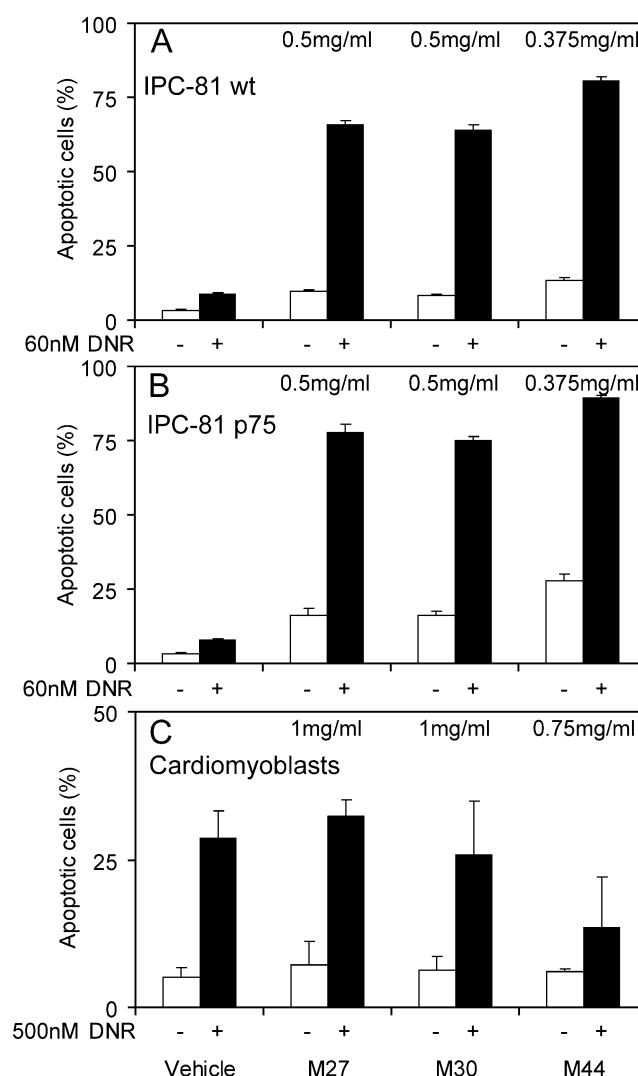 100
A
0.5mg/ml 0.5mg/ml 0.375mg/ml
IPC-81 wt
75
50
25
0
Apoptotic cells (%)
60nM DNR - + - + - + - +
100
B
0.5mg/ml 0.5mg/ml 0.375mg/ml
IPC-81 p75
75
50
25
0
Apoptotic cells (%)
60nM DNR - + - + - + - +
50
C
1mg/ml 1mg/ml 0.75mg/ml
Cardiomyoblasts
25
0
Apoptotic cells (%)
500nM DNR - + - + - + - +
Vehicle M27 M30 M44